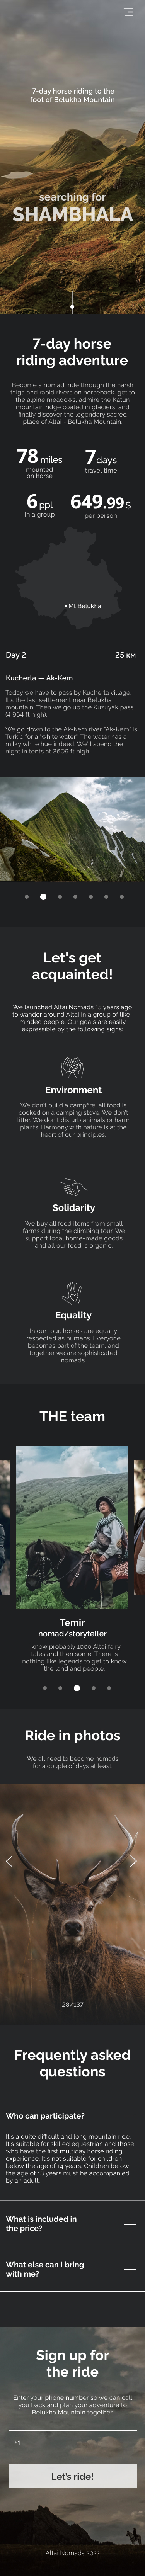 7-day horse riding to the
foot of Belukha Mountain
searching for
SHAMBHALA
7-day horse
riding adventure
Become a nomad, ride through the harsh
taiga and rapid rivers on horseback, get to
the alpine meadows, admire the Katun
mountain ridge coated in glaciers, and
finally discover the legendary sacred
place of Altai - Belukha Mountain.
78 miles
mounted
on horse
7 days
travel time
6 ppl
in a group
649.99 $
per person
Mt Belukha
Day 2
25 км
Kucherla — Ak-Kem
Today we have to pass by Kucherla village.
It's the last settlement near Belukha
mountain. Then we go up the Kuzuyak pass
(4 964 ft high).
We go down to the Ak-Kem river. "Ak-Kem" is
Turkic for a "white water". The water has a
milky white hue indeed. We'll spend the
night in tents at 3609 ft high.
Let's get
acquainted!
We launched Altai Nomads 15 years ago
to wander around Altai in a group of like-
minded people. Our goals are easily
expressible by the following signs:
Environment
We don't build a campfire, all food is
cooked on a camping stove. We don't
litter. We don't disturb animals or harm
plants. Harmony with nature is at the
heart of our principles.
Solidarity
We buy all food items from small
farms during the climbing tour. We
support local home-made goods
and all our food is organic.
Equality
In our tour, horses are equally
respected as humans. Everyone
becomes part of the team, and
together we are sophisticated
nomads.
THE team
Temir
nomad/storyteller
I know probably 1000 Altai fairy
tales and then some. There is
nothing like legends to get to know
the land and people.
Ride in photos
We all need to become nomads
for a couple of days at least.
28/137
Frequently asked
questions
Who can participate?
It's a quite difficult and long mountain ride.
It's suitable for skilled equestrian and those
who have the first multiday horse riding
experience. It's not suitable for children
below the age of 14 years. Children below
the age of 18 years must be accompanied
by an adult.
What is included in
the price?
What else can I bring
with me?
Sign up for
the ride
Enter your phone number so we can call
you back and plan your adventure to
Belukha Mountain together.
+1
Let's ride!
Altai Nomads 2022